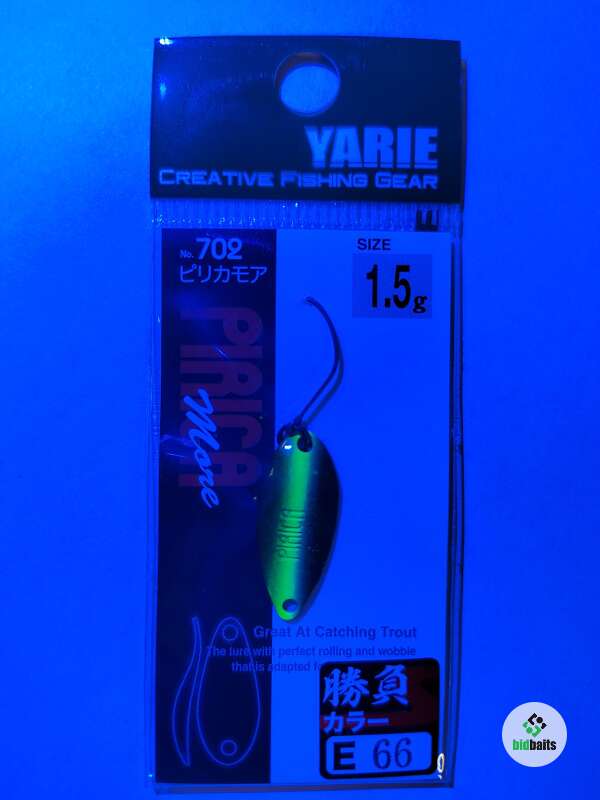 YARIE
CREATIVE FISHING GEAR
No.702
ピリカモア
SIZE
1.5g
PIRICA
More
PIRICA
Great At Catching Trout
The lure with perfect rolling and wobble
that is adapted
勝負
カラー
E 66
bidbaits